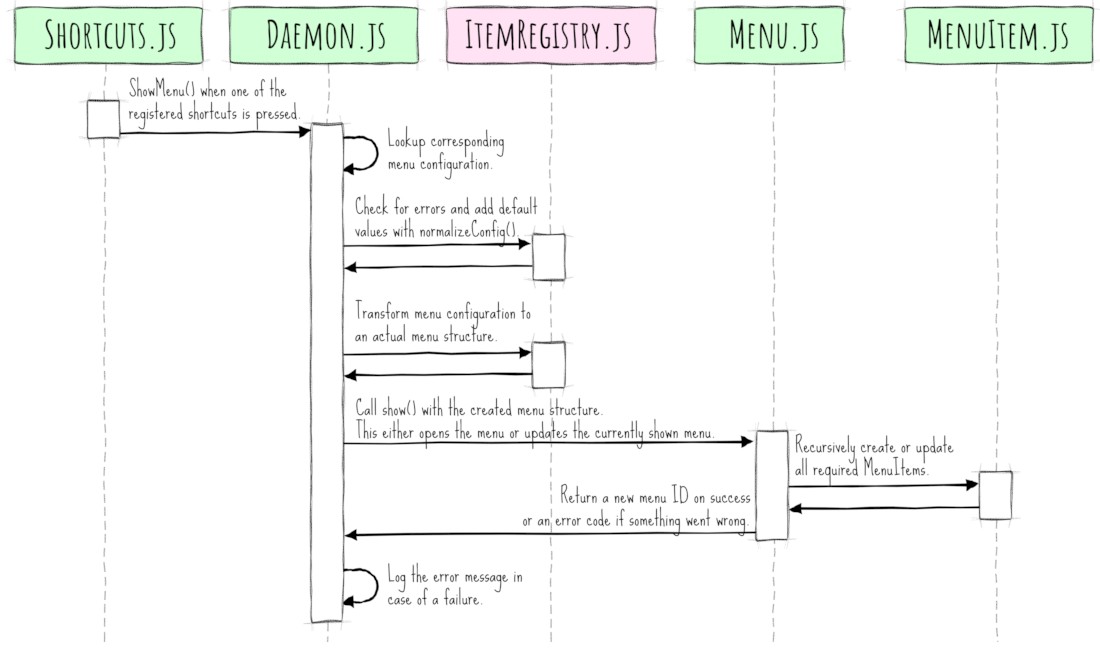 Shortcuts.js
Daemon.js
ItemRegistry.js
Menu.js
MenuItem.js
ShowMenu() when one of the
registered shortcuts is pressed.
Lookup corresponding
menu configuration.
Check for errors and add default
values with normalizeConfig().
Transform menu configuration to
an actual menu structure.
Call show() with the created menu structure.
This either opens the menu or updates the currently shown menu.
Recursively create or update
all required MenuItems.
Return a new menu ID on success
or an error code if something went wrong.
Log the error message in
case of a failure.